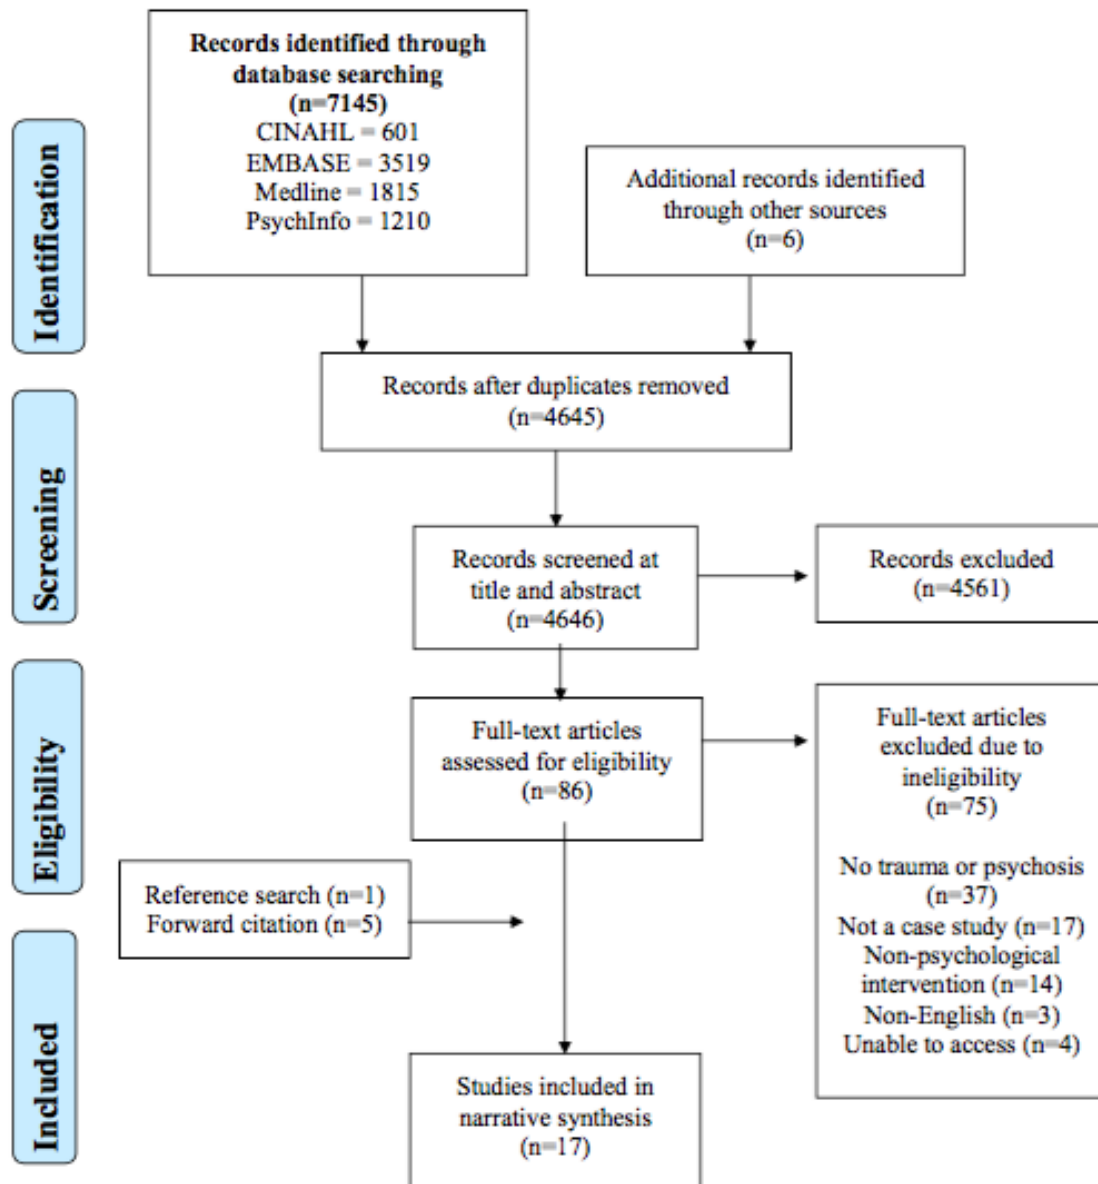 Records identified through
database searching
(n=7145)
CINAHL = 601
EMBASE = 3519
Medline = 1815
PsychInfo = 1210
Additional records identified
through other sources
(n=6)
Identification
Records after duplicates removed
(n=4645)
Screening
Records screened at
title and abstract
(n=4646)
Records excluded
(n=4561)
Eligibility
Full-text articles
assessed for eligibility
(n=86)
Full-text articles
excluded due to
ineligibility
(n=75)
No trauma or psychosis
(n=37)
Not a case study (n=17)
Non-psychological
intervention (n=14)
Non-English (n=3)
Unable to access (n=4)
Reference search (n=1)
Forward citation (n=5)
Included
Studies included in
narrative synthesis
(n=17)